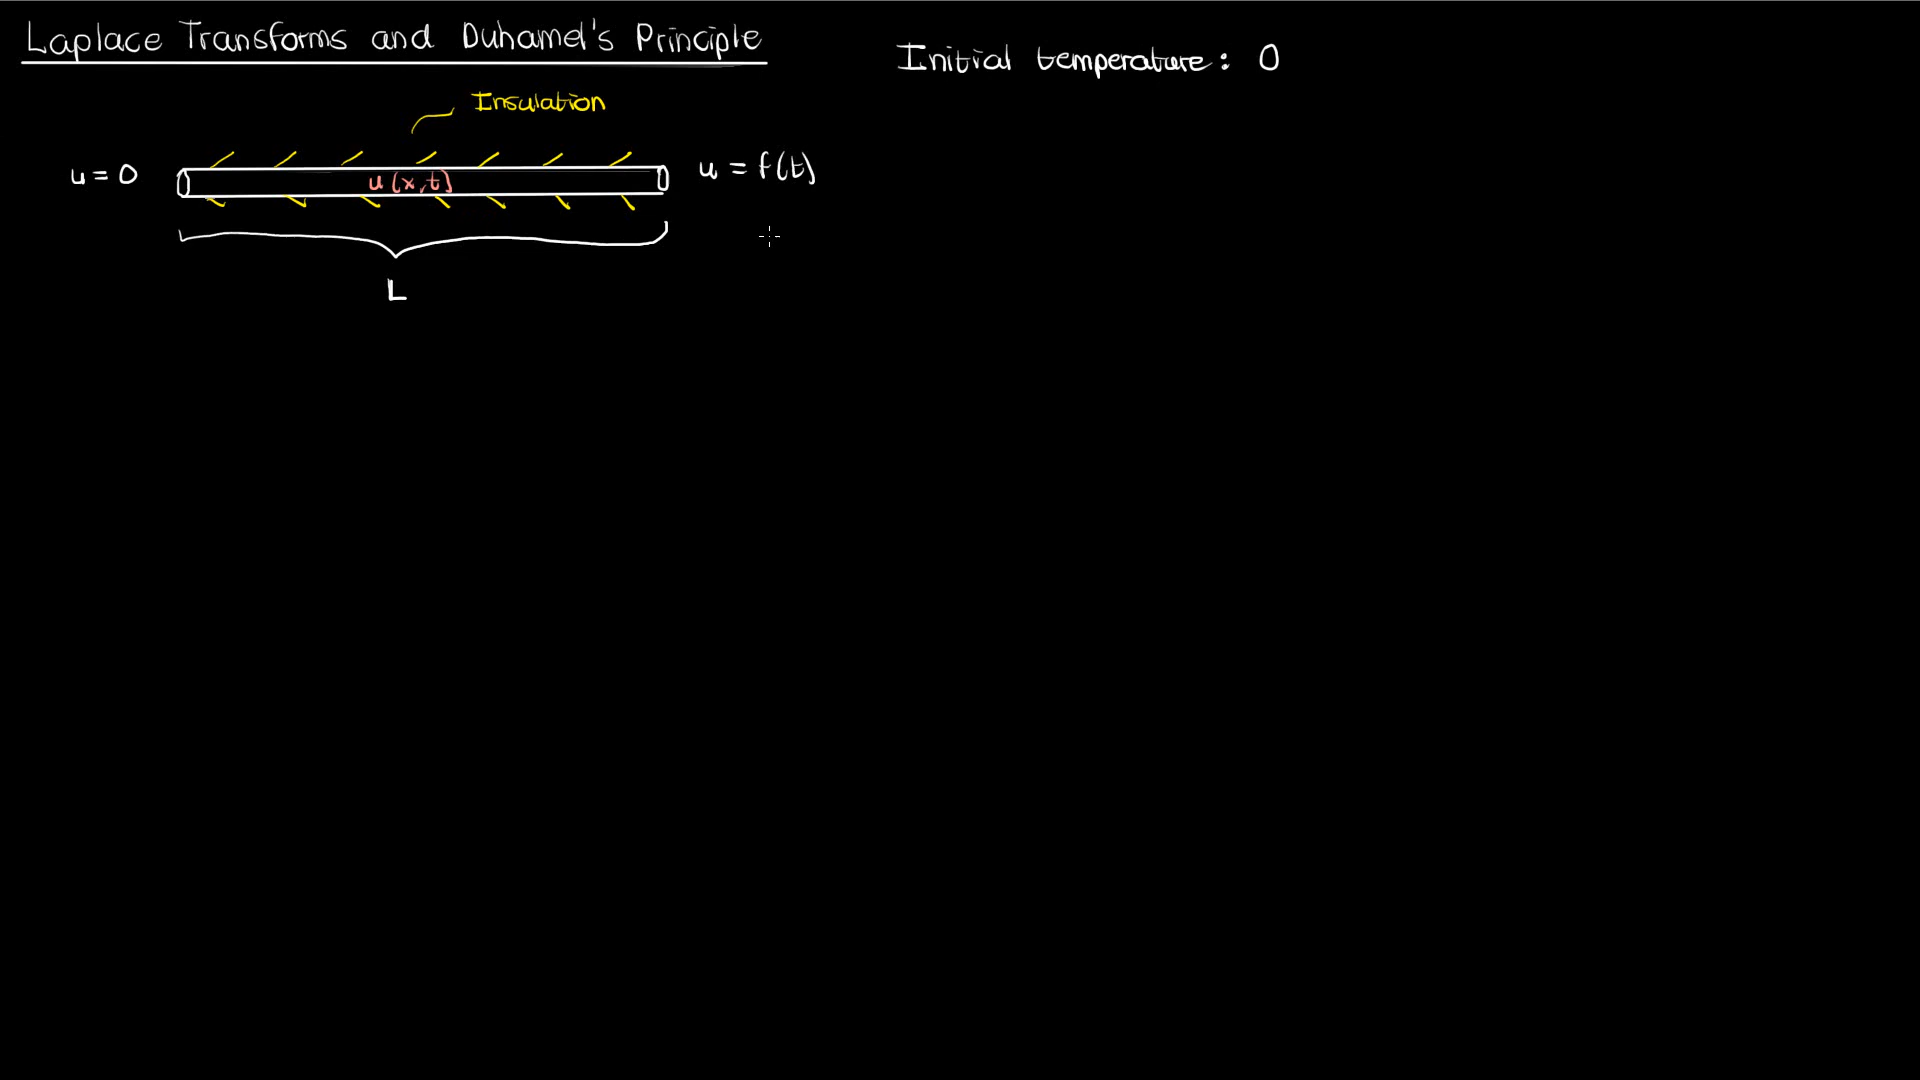 Laplace Transforms and Duhamel's Principle
Initial temperature: 0
Insulation
u = 0
u(x,t)
u = f(t)
L